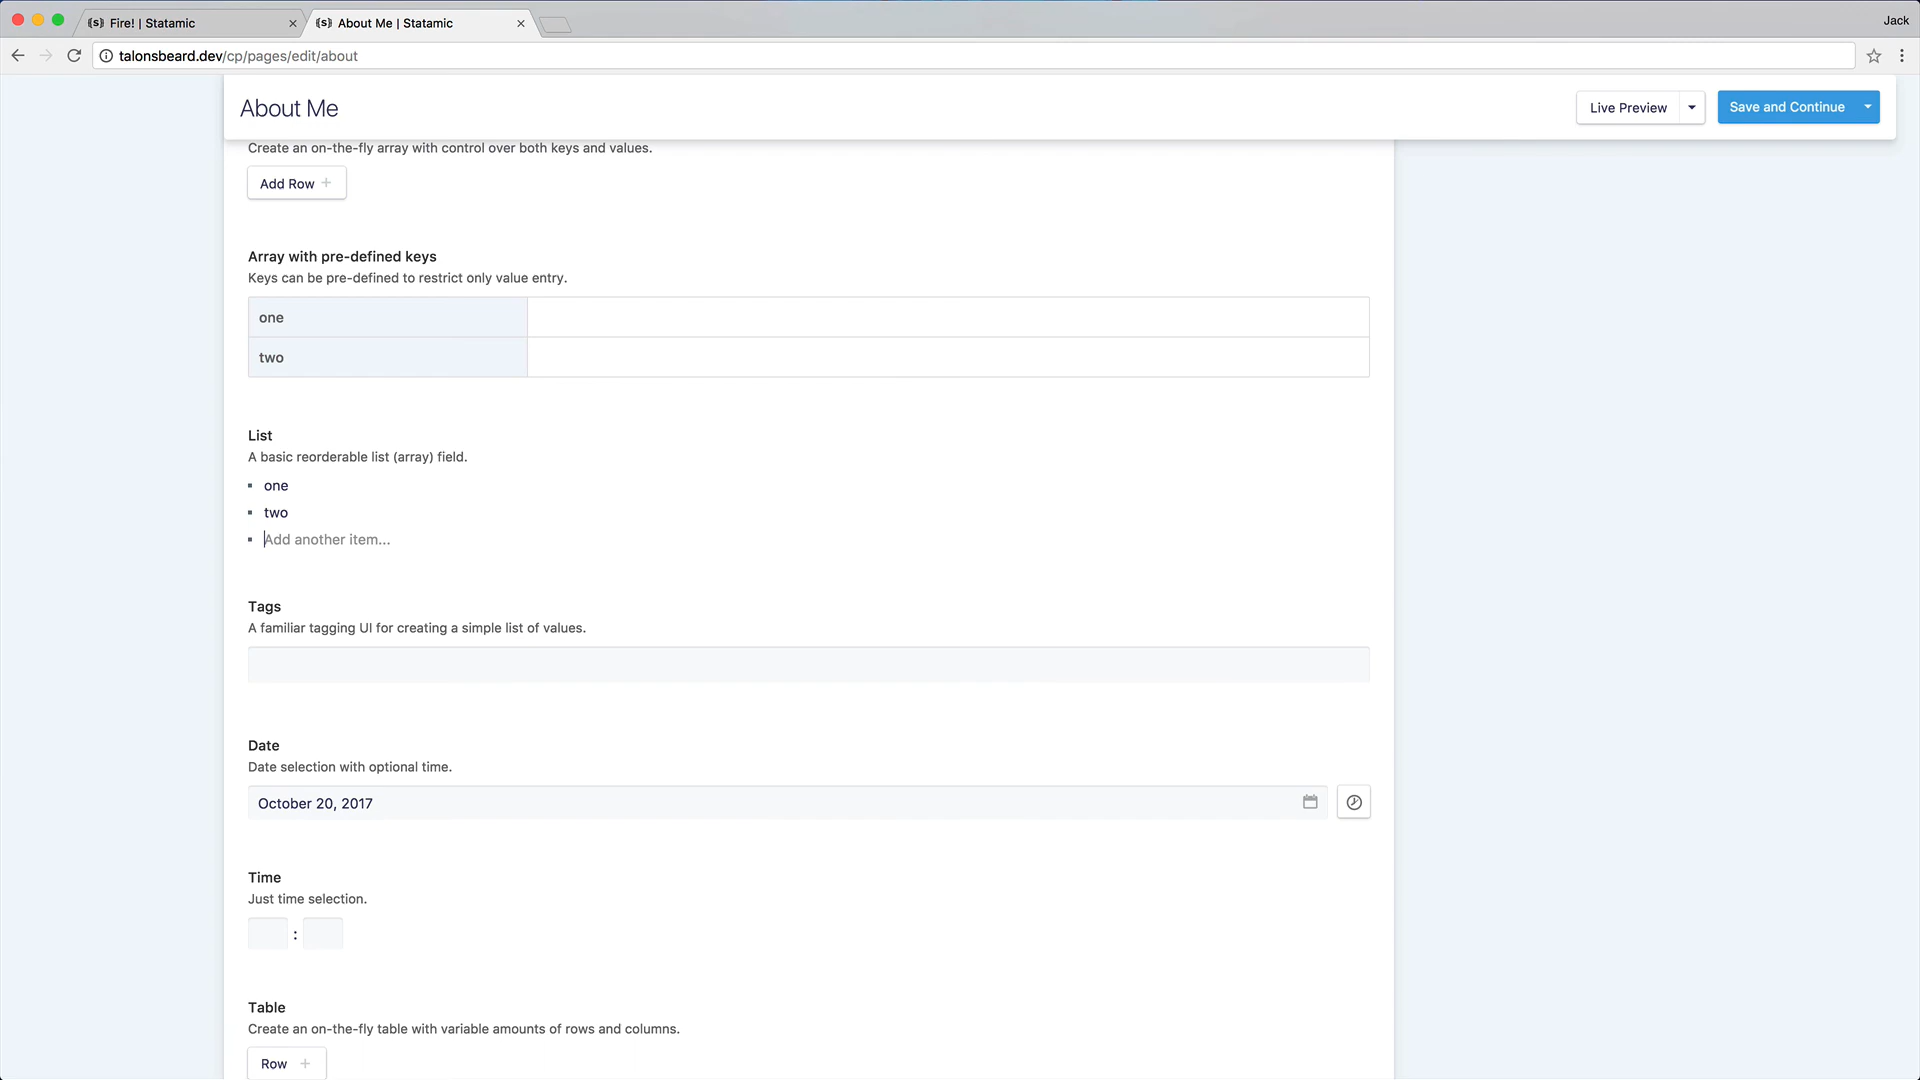 {s} Fire! | Statamic
{s} About Me | Statamic
Jack
talonsbeard.dev/cp/pages/edit/about
About Me
Live Preview
Save and Continue
Create an on-the-fly array with control over both keys and values.
Add Row +
Array with pre-defined keys
Keys can be pre-defined to restrict only value entry.
one
two
List
A basic reorderable list (array) field.
one
two
Add another item...
Tags
A familiar tagging UI for creating a simple list of values.
Date
Date selection with optional time.
October 20, 2017
Time
Just time selection.
:
Table
Create an on-the-fly table with variable amounts of rows and columns.
Row +